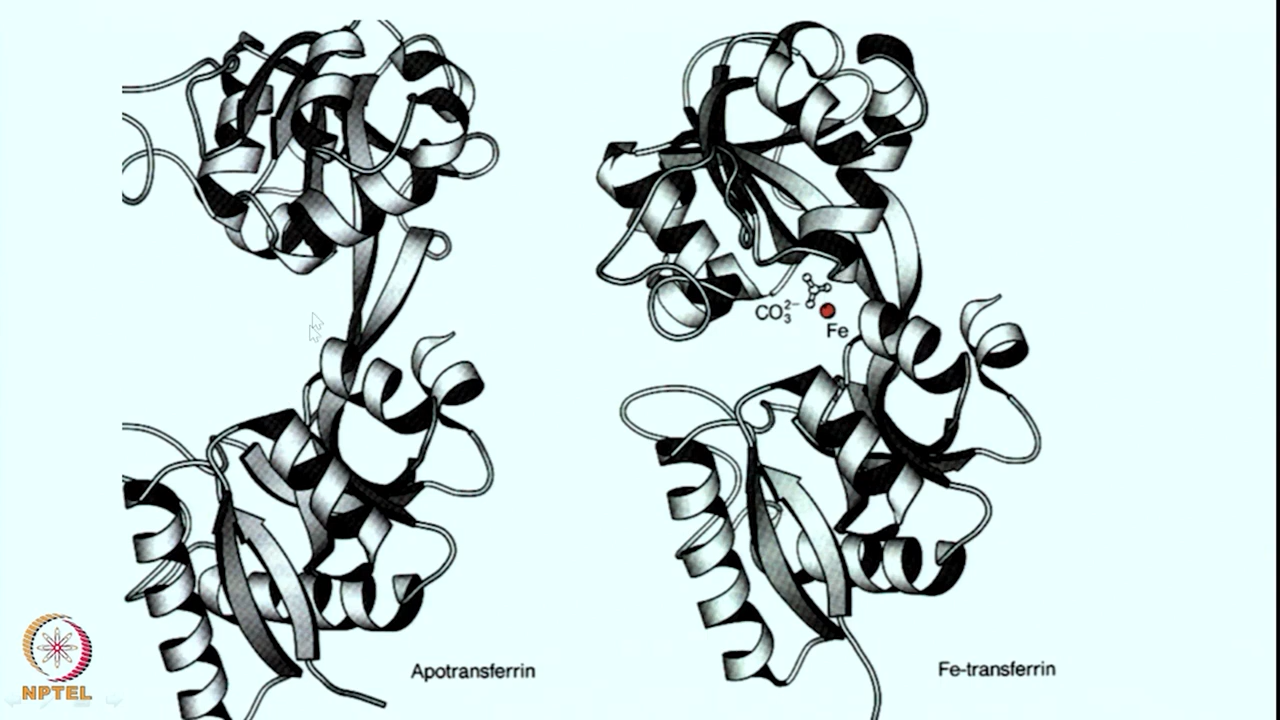 CO₃²⁻
Fe
Apotransferrin
Fe-transferrin
NPTEL